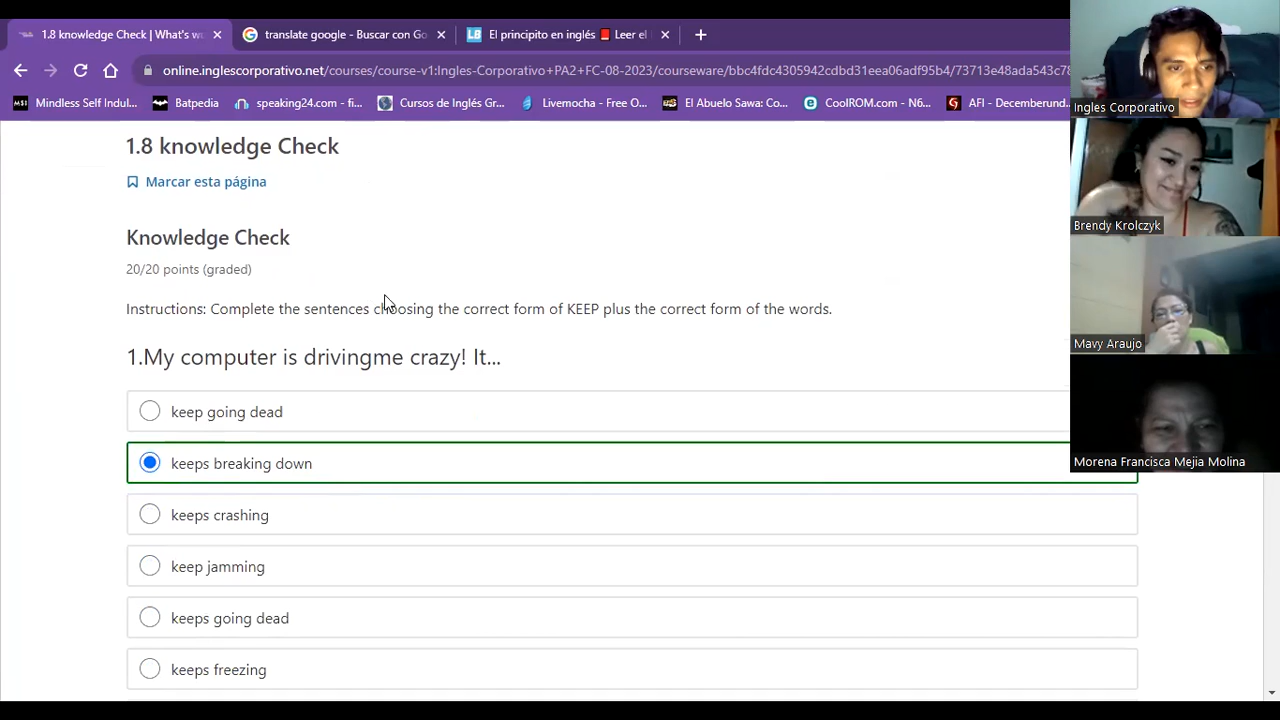 1.8 knowledge Check | What's w
translate google - Buscar con Go
LB El principito en inglés 📕 Leer el
online.inglescorporativo.net/courses/course-v1:Ingles-Corporativo+PA2+FC-08-2023/courseware/bbc4fdc4305942cdbd31eea06adf95b4/73713e48ada543c78
MSI Mindless Self Indul...
Batpedia
speaking24.com - fi...
Cursos de Inglés Gr...
Livemocha - Free O...
El Abuelo Sawa: Co...
CoolROM.com - N6...
AFI - Decemberund
Ingles Corporativo
Brendy Krolczyk
Mavy Araujo
Morena Francisca Mejia Molina
1.8 knowledge Check
Marcar esta página
Knowledge Check
20/20 points (graded)
Instructions: Complete the sentences choosing the correct form of KEEP plus the correct form of the words.
1.My computer is drivingme crazy! It...
keep going dead
keeps breaking down
keeps crashing
keep jamming
keeps going dead
keeps freezing